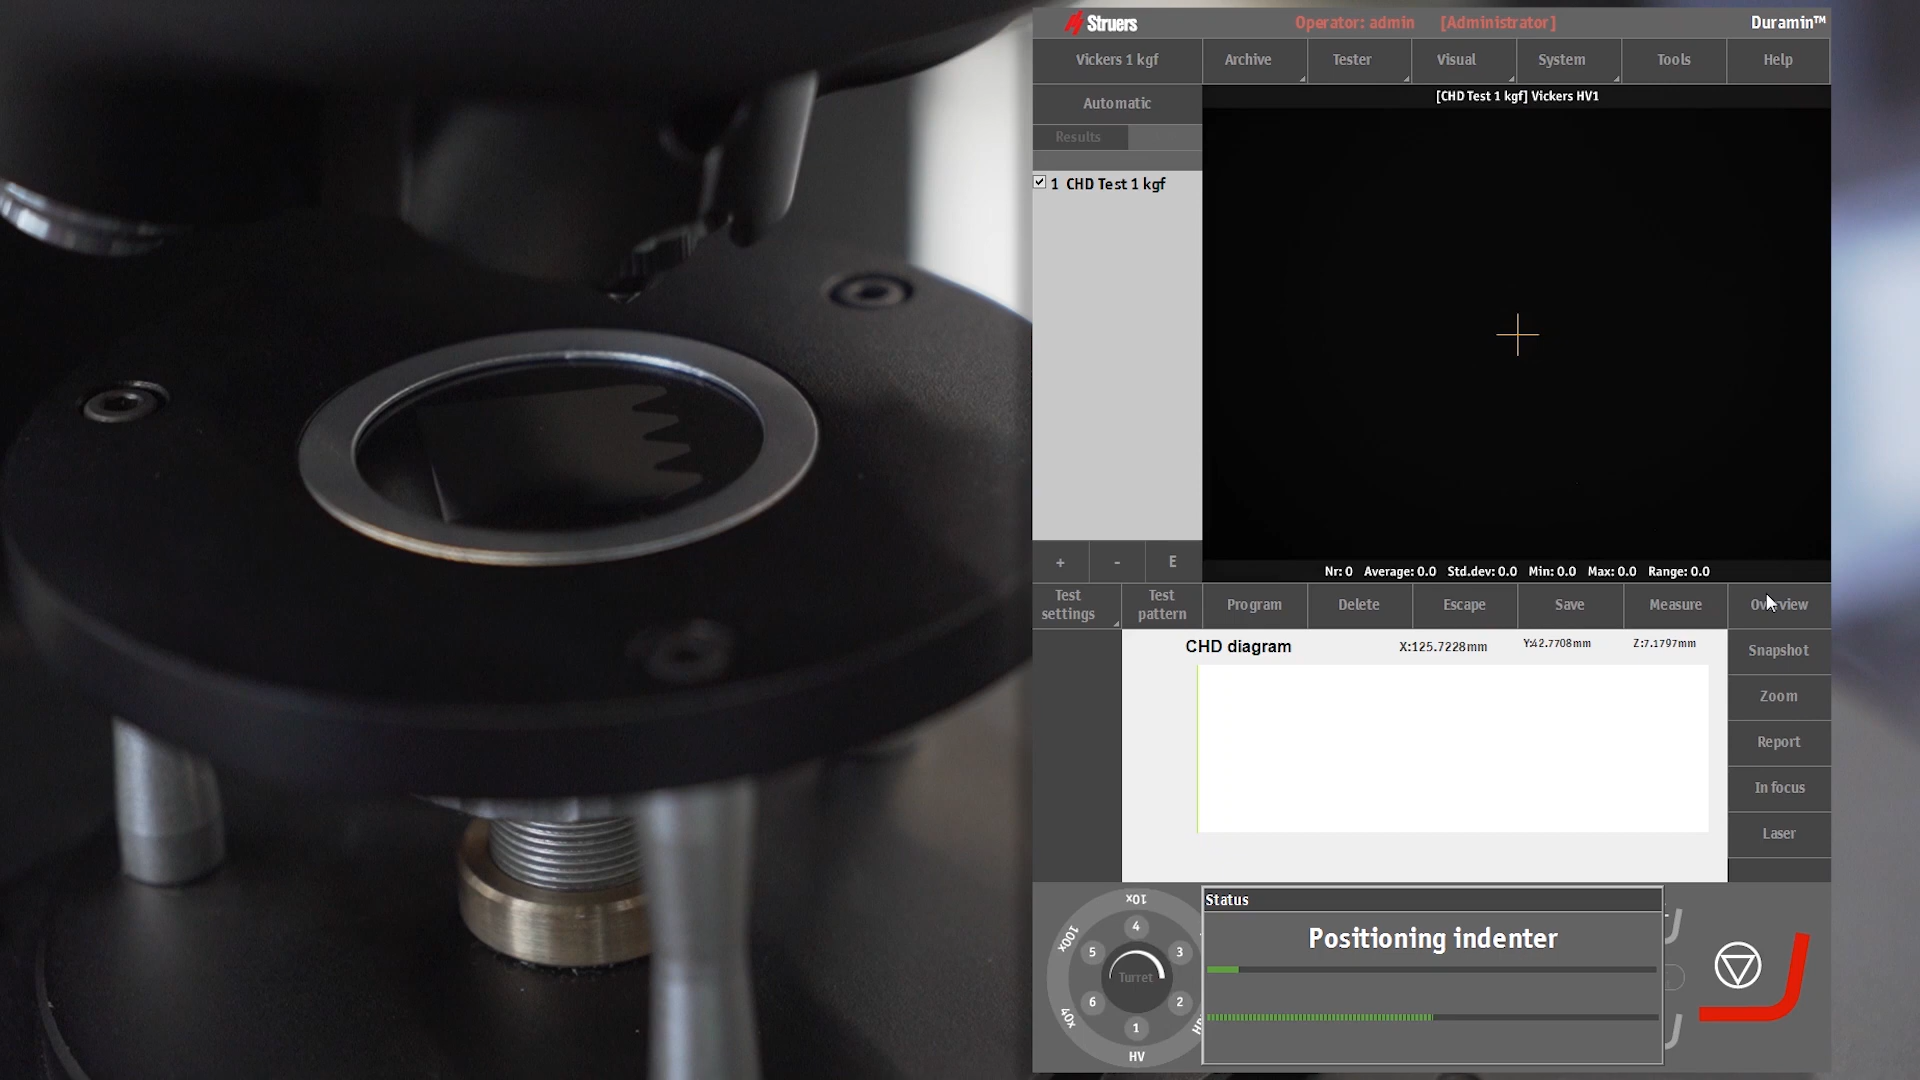 Struers
Operator: admin [Administrator]
Duramin™
Vickers 1 kgf
Archive
Tester
Visual
System
Tools
Help
Automatic
[CHD Test 1 kgf] Vickers HV1
Results
1 CHD Test 1 kgf
+
-
E
Nr: 0 Average: 0.0 Std.dev: 0.0 Min: 0.0 Max: 0.0 Range: 0.0
Test
settings
Test
pattern
Program
Delete
Escape
Save
Measure
Overview
CHD diagram
X:125.7228mm
Y:42.7708mm
Z:7.1797mm
Snapshot
Zoom
Report
In focus
Laser
10x
100x
40x
HV
4
5
3
6
2
1
Turret
Status
Positioning indenter